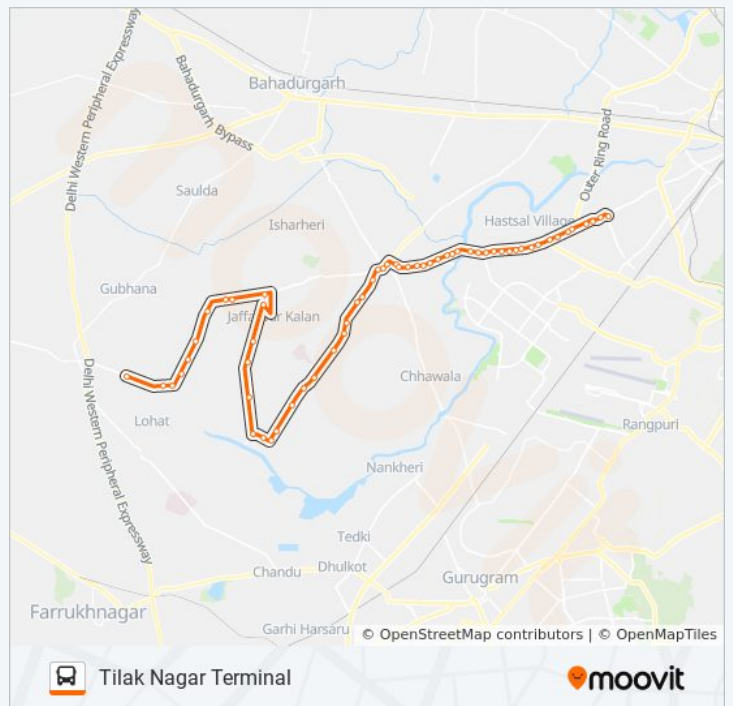 Bahadurgarh
Delhi Western Peripheral Expressway
Bahadurgarh Bypass
Outer Ring Road
Saulda
Isharheri
Hastsal Village
Gubhana
Jaffarpur Kalan
Chhawala
Lohat
Rangpuri
Delhi Western Peripheral Expressway
Nankheri
Tedki
Chandu
Dhulkot
Gurugram
Farrukhnagar
Garhi Harsaru
© OpenStreetMap contributors | © OpenMapTiles
Tilak Nagar Terminal
moovit